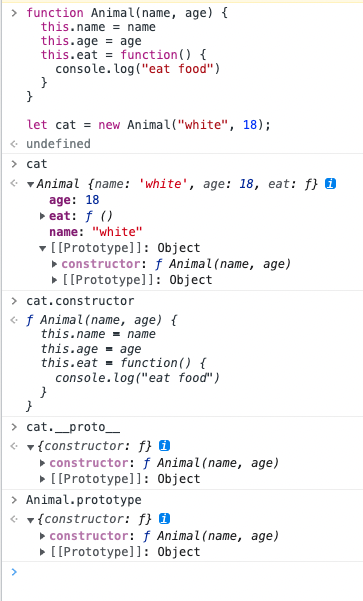 > function Animal(name, age) {
this.name = name
this.age = age
this.eat = function() {
console.log("eat food")
}
}
let cat = new Animal("white", 18);
<· undefined
> cat
<· ▼Animal {name: 'white', age: 18, eat: ƒ} i
age: 18
▶eat: ƒ ()
name: "white"
▼[[Prototype]]: Object
▶constructor: ƒ Animal(name, age)
▶[[Prototype]]: Object
> cat.constructor
<· ƒ Animal(name, age) {
this.name = name
this.age = age
this.eat = function() {
console.log("eat food")
}
}
> cat.__proto__
<· ▼{constructor: ƒ} i
▶constructor: ƒ Animal(name, age)
▶[[Prototype]]: Object
> Animal.prototype
<· ▼{constructor: ƒ} i
▶constructor: ƒ Animal(name, age)
▶[[Prototype]]: Object
>